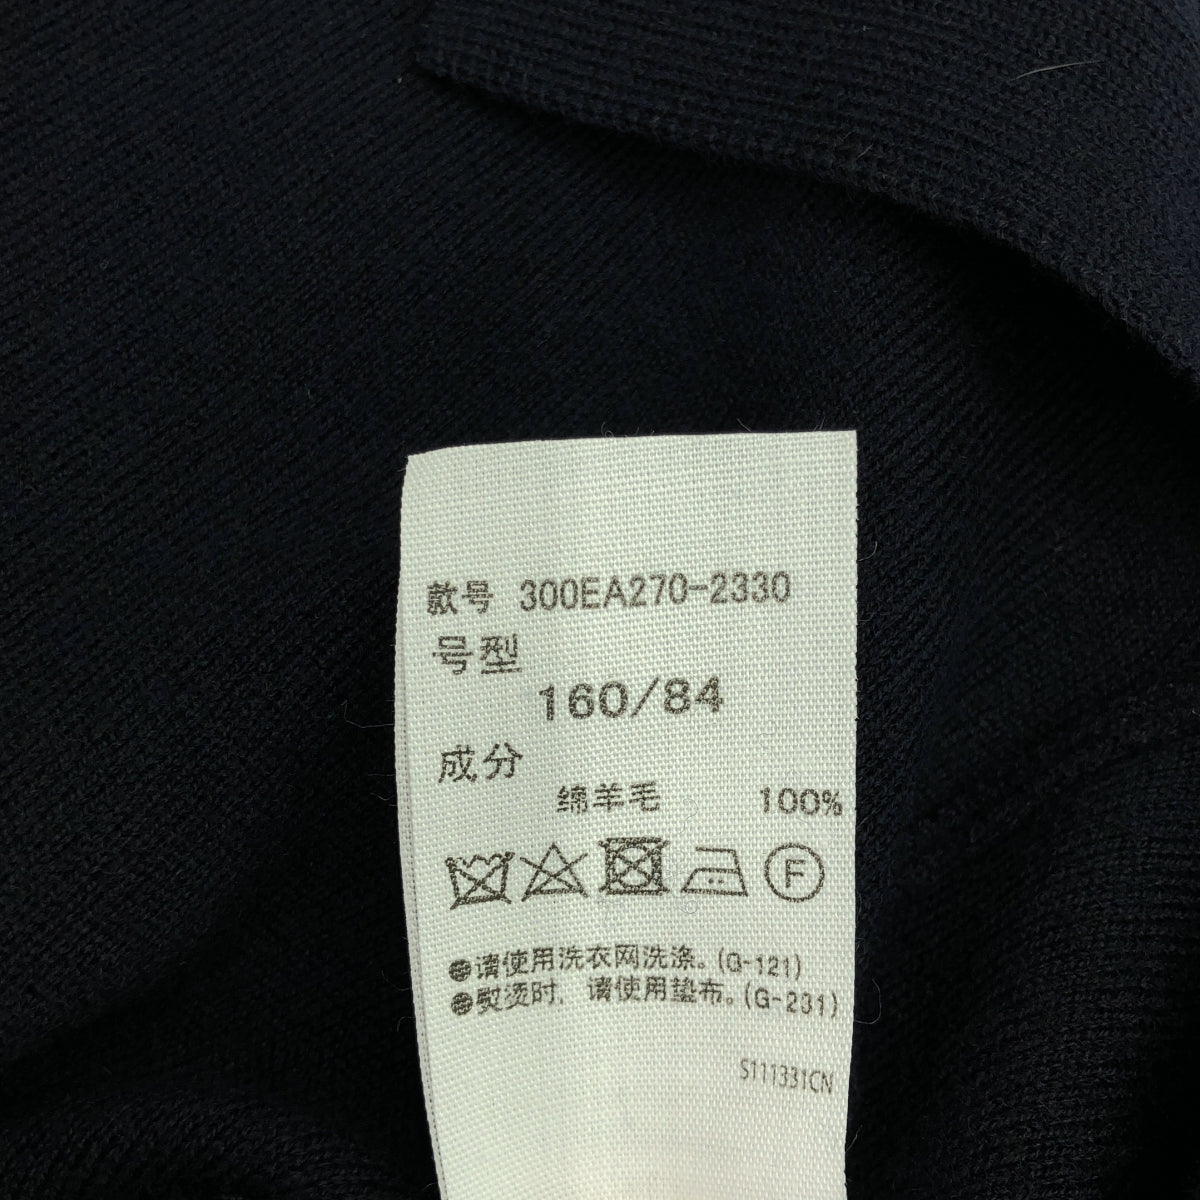 款号 300EA270-2330
号型
160/84
成分
绵羊毛 100%
F
●请使用洗衣网洗涤。(G-121)
●熨烫时，请使用垫布。(G-231)
S111331CN